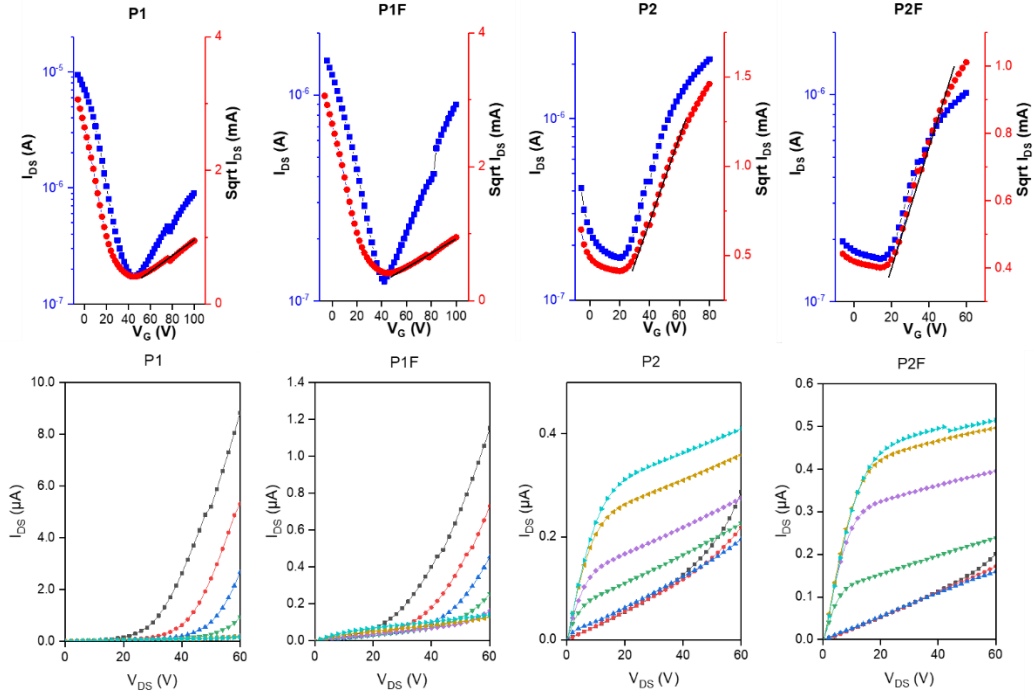 P1
P1F
P2
P2F
10⁻⁵
10⁻⁶
10⁻⁷
I_DS (A)
4
2
0
Sqrt I_DS (mA)
0 20 40 60 80 100
V_G (V)
10⁻⁶
10⁻⁷
I_DS (A)
4
2
0
Sqrt I_DS (mA)
0 20 40 60 80 100
V_G (V)
10⁻⁶
10⁻⁷
I_DS (A)
1.6
1.2
0.8
0.4
Sqrt I_DS (mA)
0 20 40 60 80
V_G (V)
10⁻⁶
10⁻⁷
I_DS (A)
1.0
0.8
0.6
0.4
Sqrt I_DS (mA)
0 20 40 60
V_G (V)
P1
P1F
P2
P2F
10.0
8.0
6.0
4.0
2.0
0.0
I_DS (µA)
0 20 40 60
V_DS (V)
1.4
1.2
1.0
0.8
0.6
0.4
0.2
0.0
I_DS (µA)
0 20 40 60
V_DS (V)
0.4
0.2
0.0
I_DS (µA)
0 20 40 60
V_DS (V)
0.6
0.5
0.4
0.3
0.2
0.1
0.0
I_DS (µA)
0 20 40 60
V_DS (V)